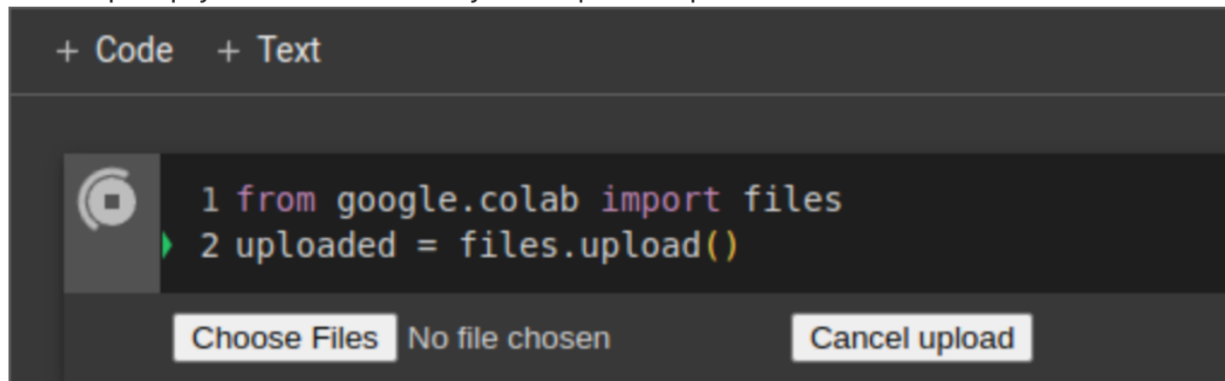 + Code + Text
1 from google.colab import files
2 uploaded = files.upload()
Choose Files No file chosen Cancel upload